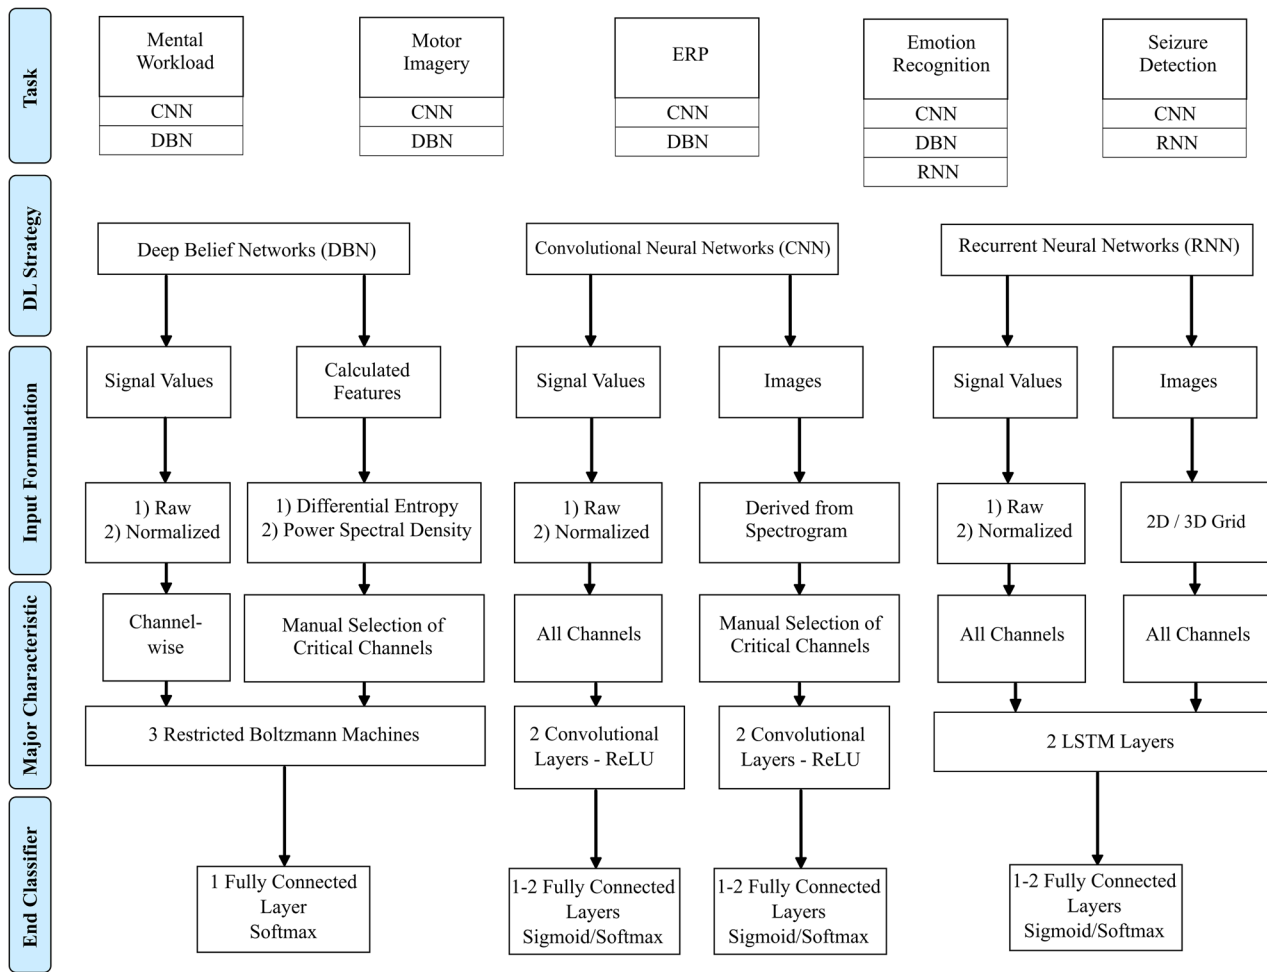 Task
Mental
Workload
CNN
DBN
Motor
Imagery
CNN
DBN
ERP
CNN
DBN
Emotion
Recognition
CNN
DBN
RNN
Seizure
Detection
CNN
RNN
DL Strategy
Deep Belief Networks (DBN)
Convolutional Neural Networks (CNN)
Recurrent Neural Networks (RNN)
Input Formulation
Signal Values
Calculated
Features
Signal Values
Images
Signal Values
Images
1) Raw
2) Normalized
1) Differential Entropy
2) Power Spectral Density
1) Raw
2) Normalized
Derived from
Spectrogram
1) Raw
2) Normalized
2D / 3D Grid
Major Characteristic
Channel-
wise
Manual Selection of
Critical Channels
All Channels
Manual Selection of
Critical Channels
All Channels
All Channels
3 Restricted Boltzmann Machines
2 Convolutional
Layers - ReLU
2 Convolutional
Layers - ReLU
2 LSTM Layers
End Classifier
1 Fully Connected
Layer
Softmax
1-2 Fully Connected
Layers
Sigmoid/Softmax
1-2 Fully Connected
Layers
Sigmoid/Softmax
1-2 Fully Connected
Layers
Sigmoid/Softmax